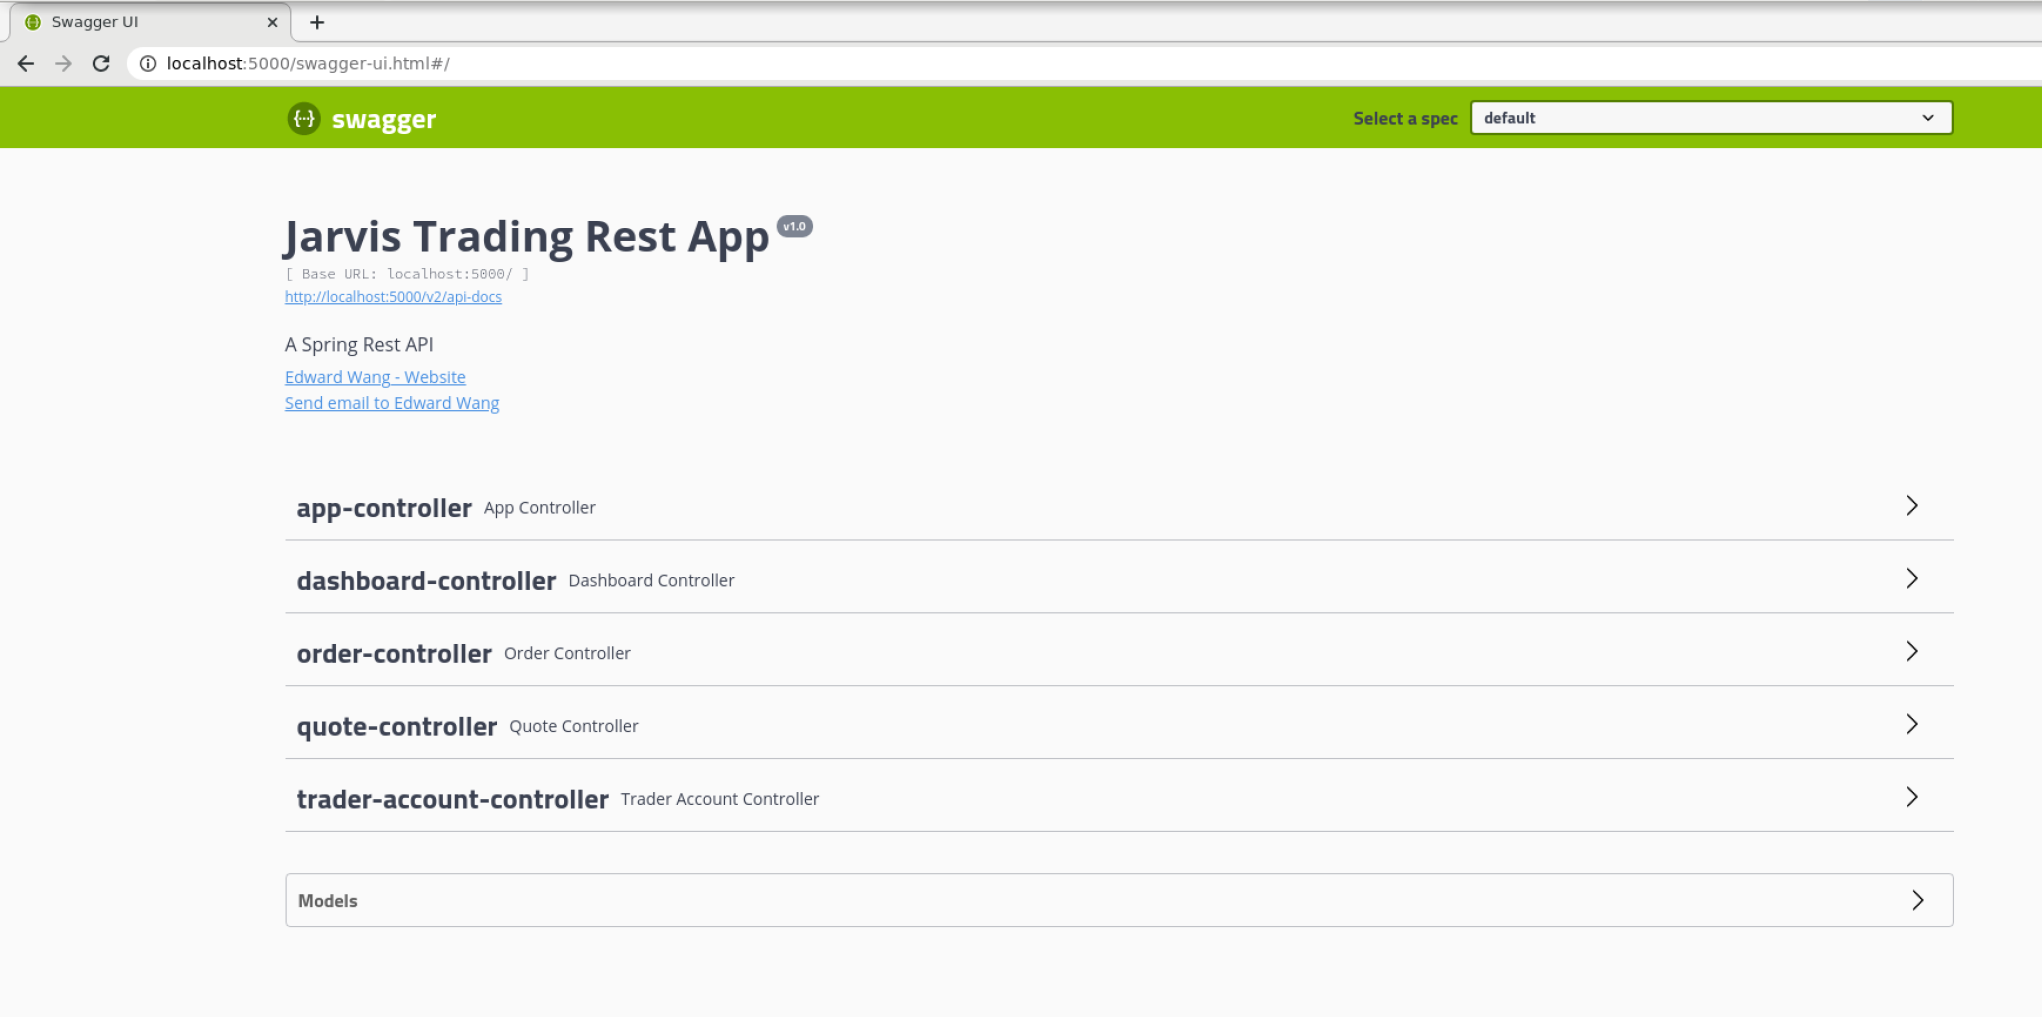 Swagger UI
localhost:5000/swagger-ui.html#/
{...} swagger
Select a spec default
Jarvis Trading Rest App v1.0
[ Base URL: localhost:5000/ ]
http://localhost:5000/v2/api-docs
A Spring Rest API
Edward Wang - Website
Send email to Edward Wang
app-controller App Controller
dashboard-controller Dashboard Controller
order-controller Order Controller
quote-controller Quote Controller
trader-account-controller Trader Account Controller
Models